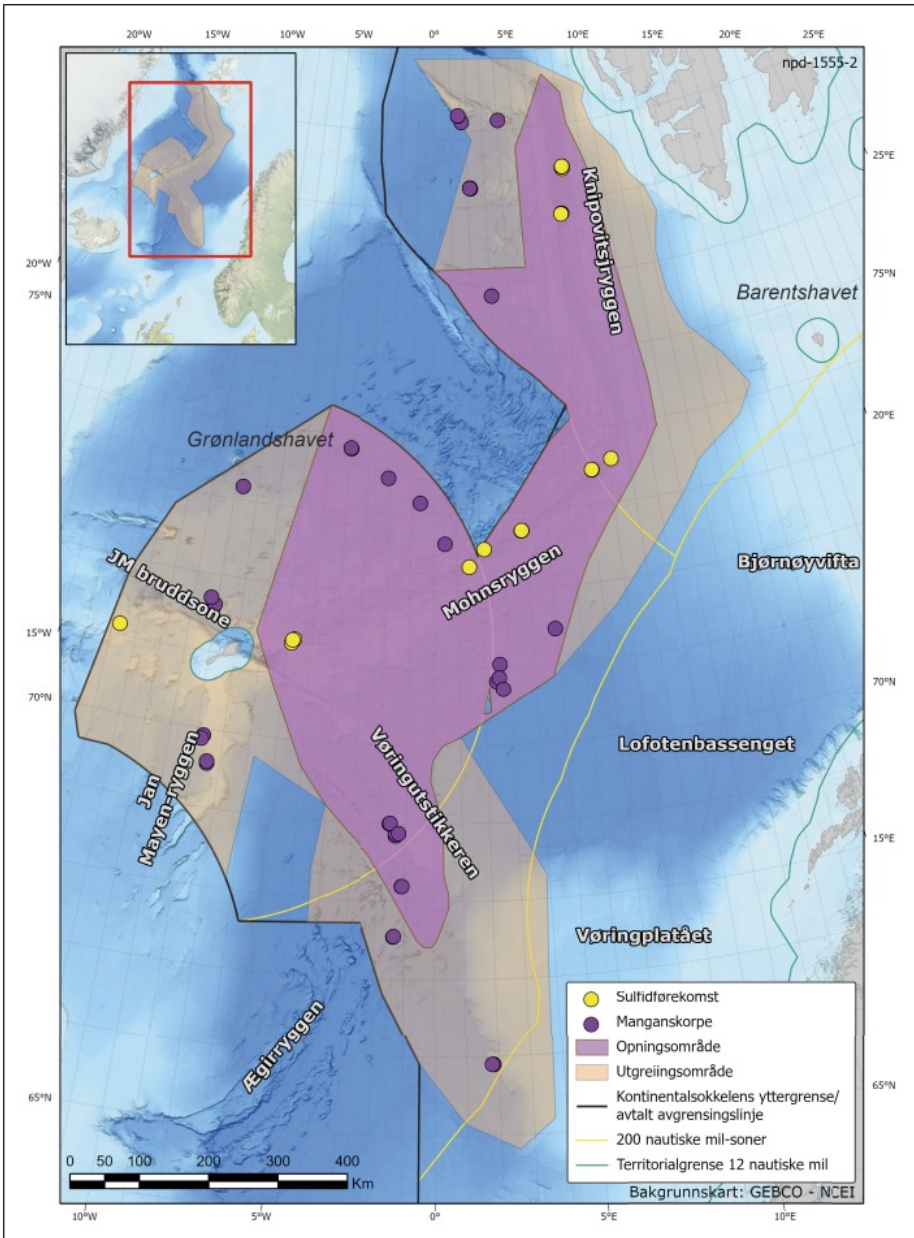 20°W 15°W 10°W 5°W 0° 5°E 10°E 15°E 20°E 25°E
npd-1555-2
25°E
Knipovitsjryggen
20°W
75°N
75°N
Barentshavet
20°E
Grønlandshavet
JM bruddsone
Mohnsryggen
Bjørnøyvifta
15°W
70°N
70°N
Lofotenbassenget
Vøringutstikkeren
Jan
Mayen-ryggen
15°E
Vøringplatået
Ægirryggen
Sulfidførekomst
Manganskorpe
Opningsområde
Utgreiingsområde
Kontinentalsokkelens yttergrense/
avtalt avgrensingslinje
200 nautiske mil-soner
Territorialgrense 12 nautiske mil
65°N
65°N
0 50 100 200 300 400
Km
Bakgrunnskart: GEBCO - NCEI
10°W 5°W 0° 5°E 10°E